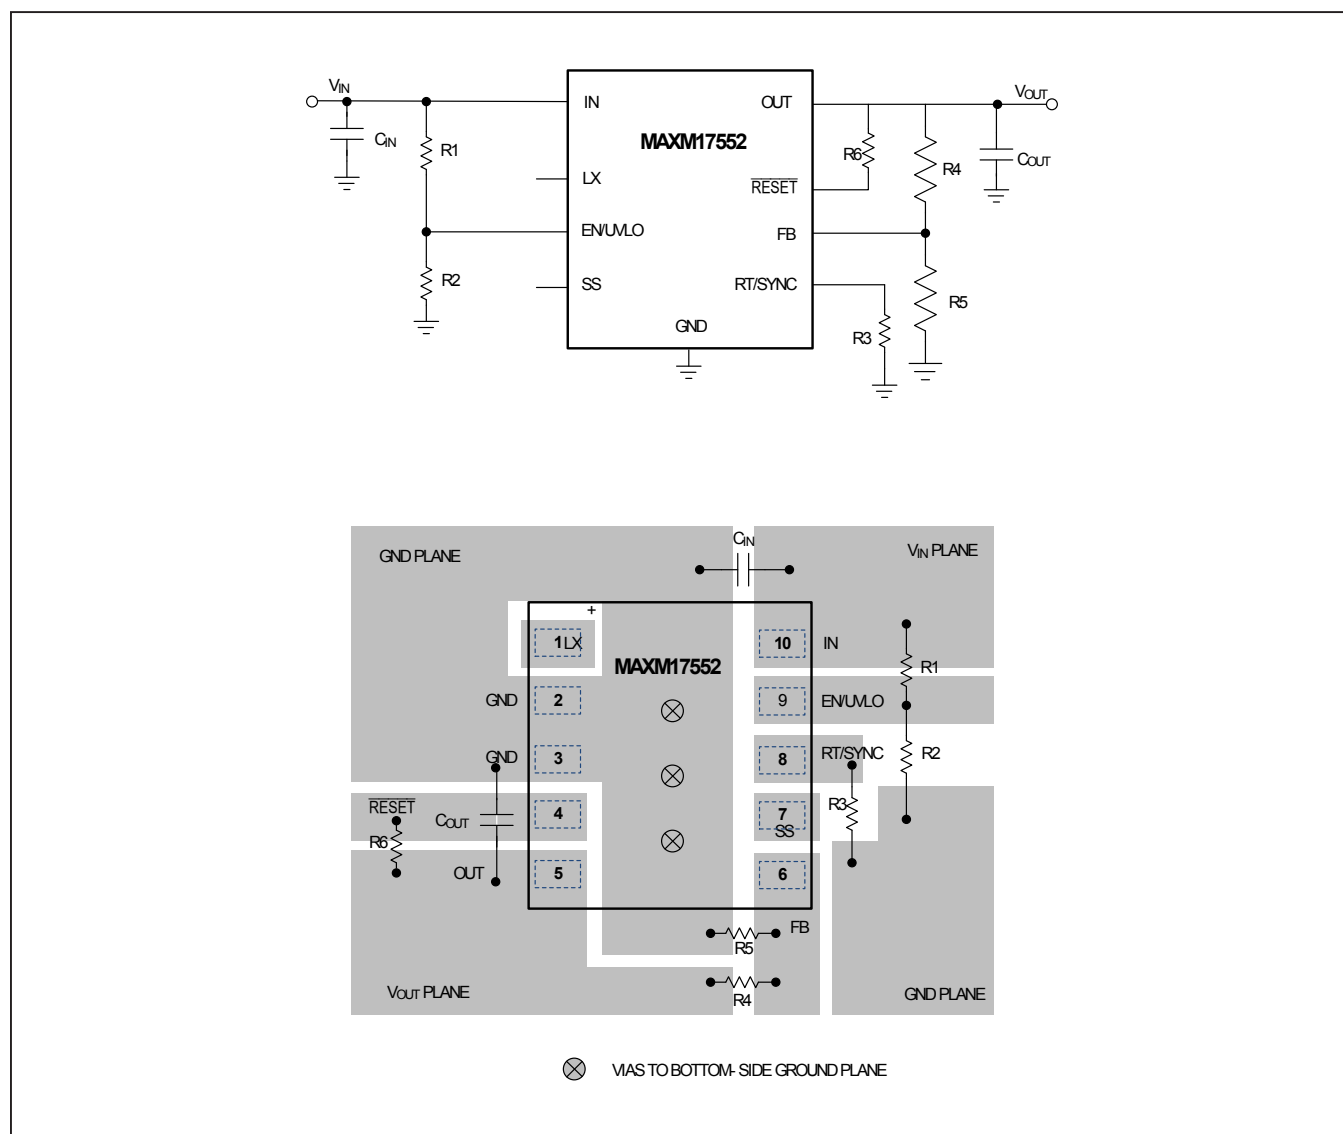 VIN
CIN
R1
R2
IN
LX
EN/UVLO
SS
MAXM17552
GND
OUT
RESET
FB
RT/SYNC
R6
R4
R3
R5
COUT
VOUT
GND PLANE
CIN
VIN PLANE
+
1 LX
10
IN
R1
MAXM17552
GND
2
9
EN/UVLO
GND
3
8
RT/SYNC
R2
RESET
R6
COUT
4
7
SS
R3
OUT
5
6
FB
R5
R4
VOUT PLANE
GND PLANE
VIAS TO BOTTOM- SIDE GROUND PLANE